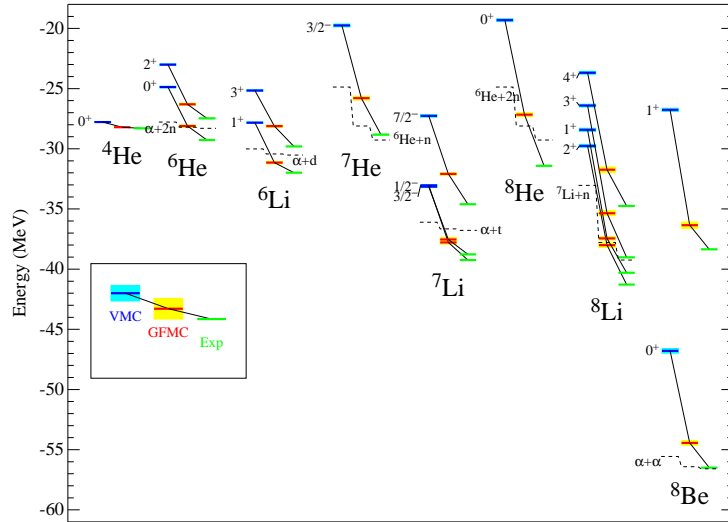 Energy (MeV)
-20
-25
-30
-35
-40
-45
-50
-55
-60
0⁺
⁴He
2⁺
0⁺
α+2n
⁶He
3⁺
1⁺
α+d
⁶Li
3/2⁻
⁶He+n
⁷He
7/2⁻
1/2⁻
3/2⁻
α+t
⁷Li
0⁺
⁶He+2n
⁸He
4⁺
3⁺
1⁺
2⁺
⁷Li+n
⁸Li
1⁺
0⁺
α+α
⁸Be
VMC
GFMC
Exp